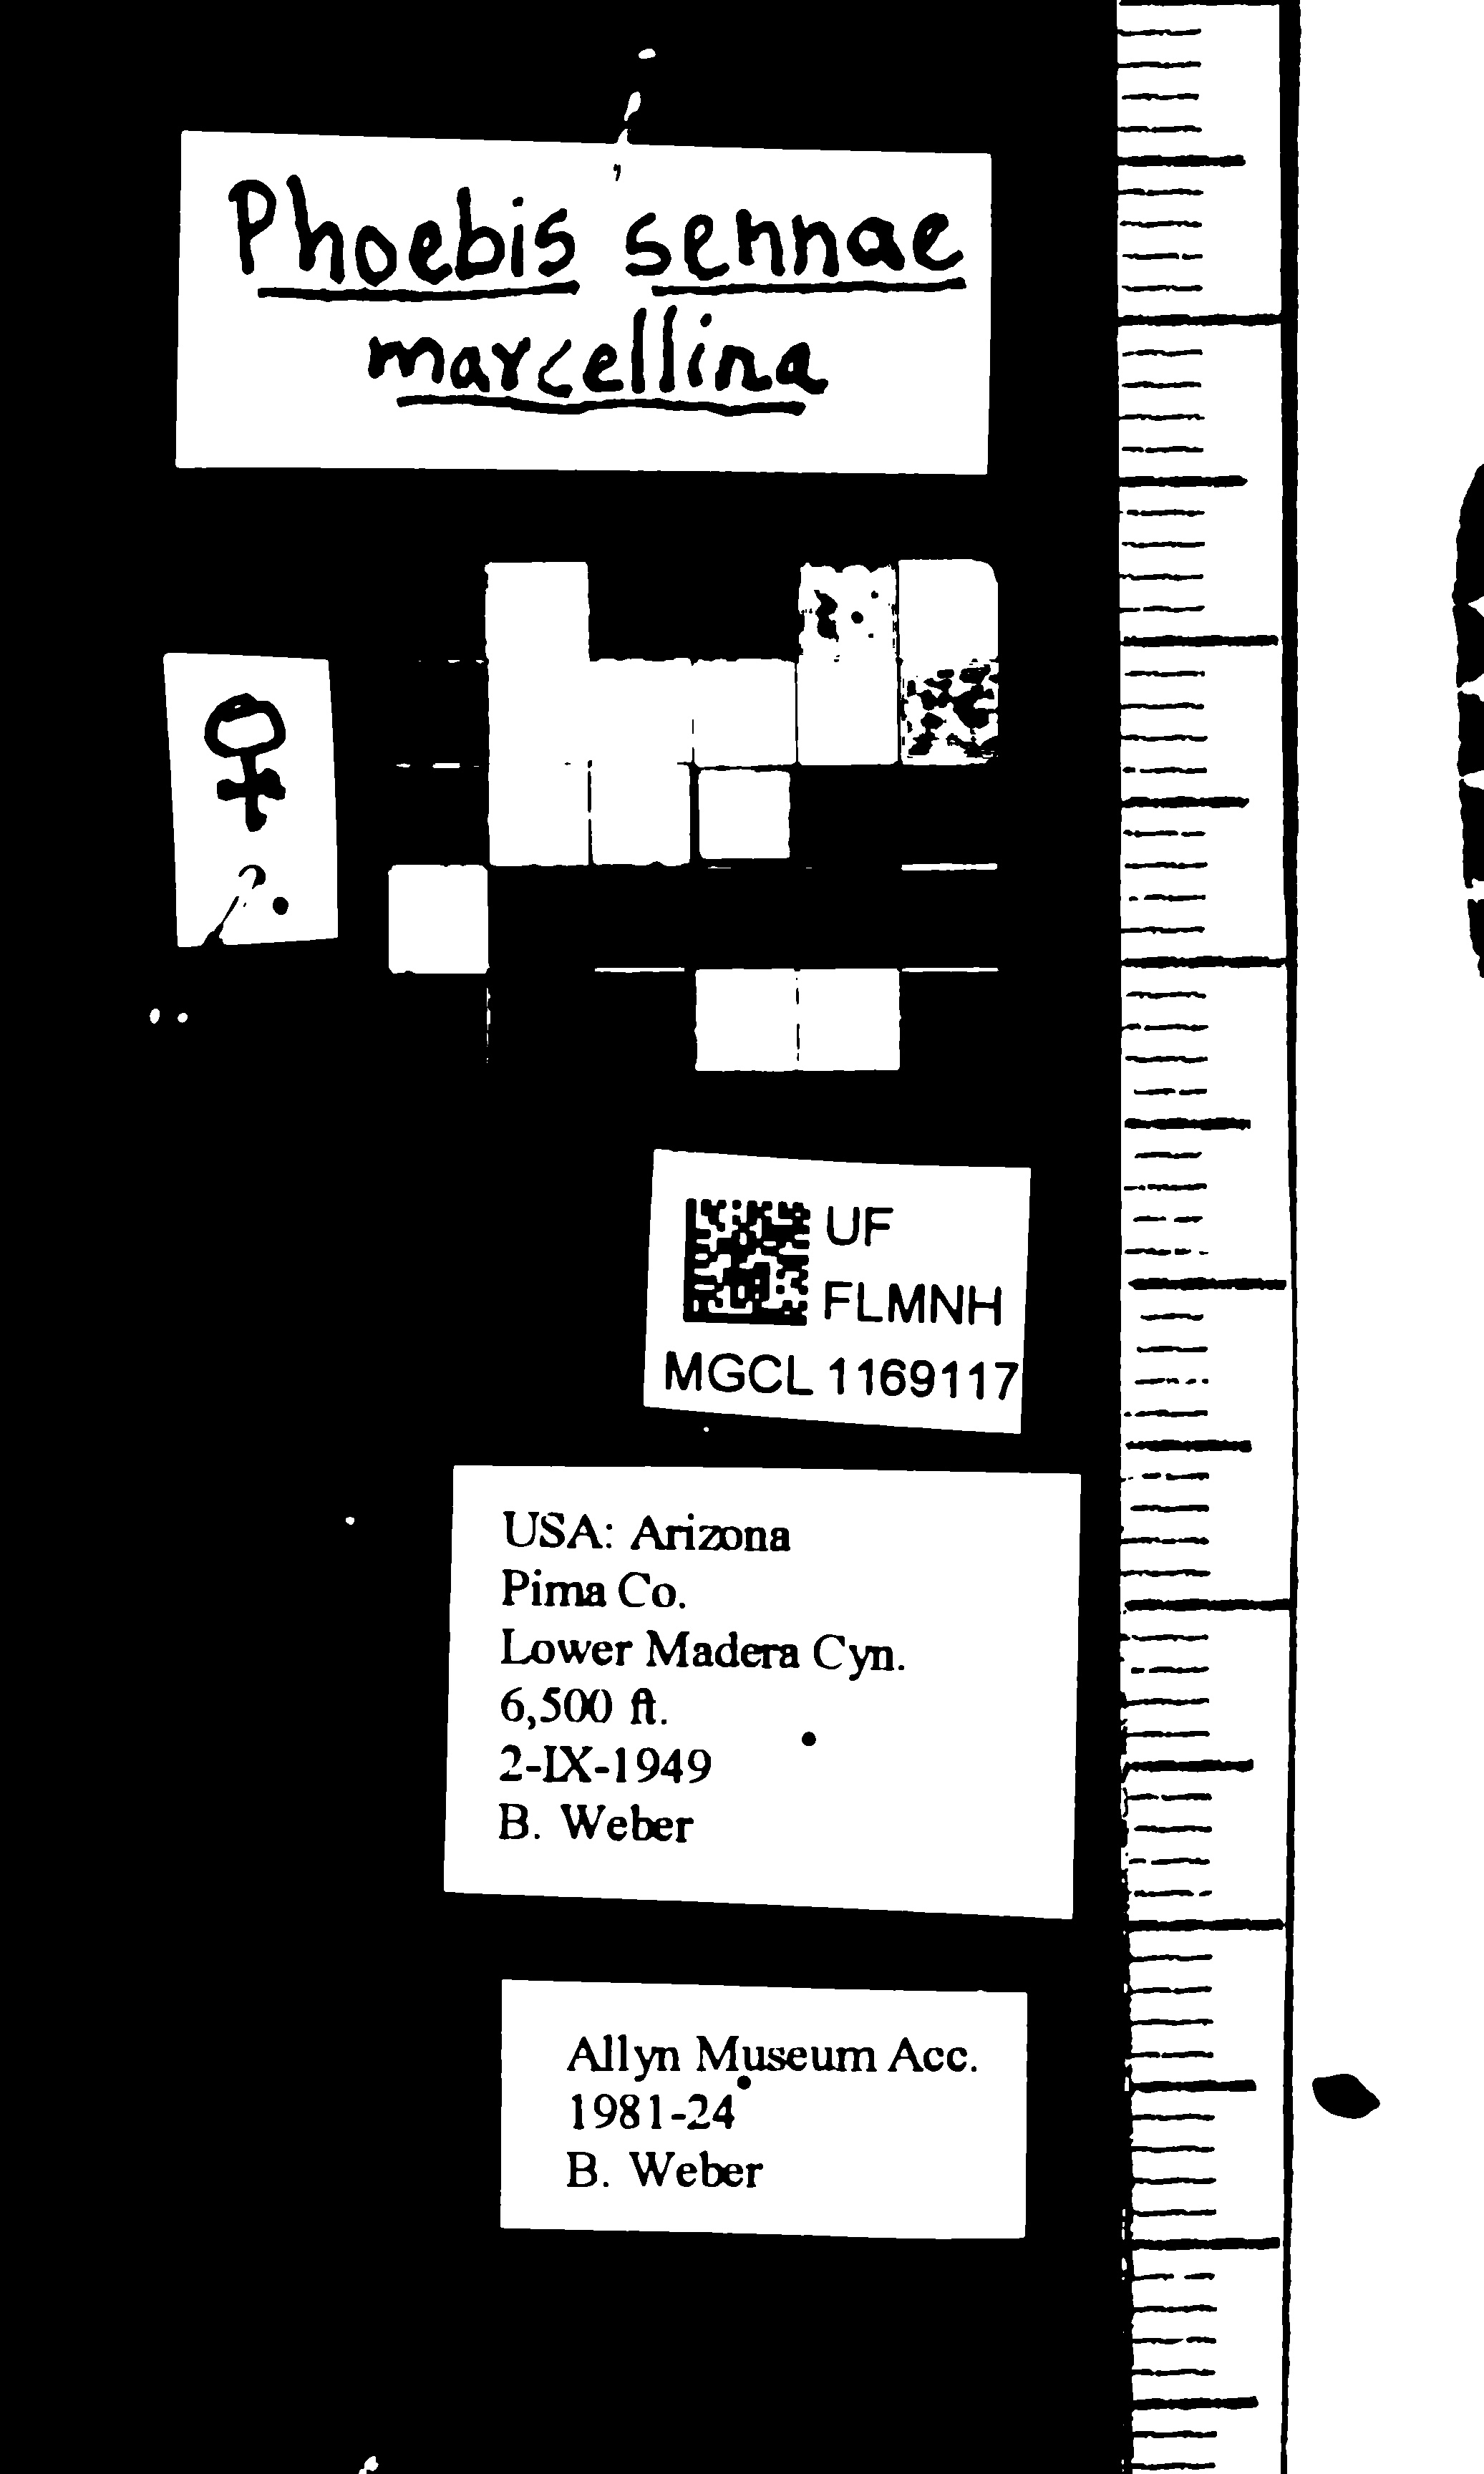 Phoebis sennae
marcellina
♀
?
UF
FLMNH
MGCL 1169117
USA: Arizona
Pima Co.
Lower Madera Cyn.
6,500 ft.
2-IX-1949
B. Weber
Allyn Museum Acc.
1981-24
B. Weber